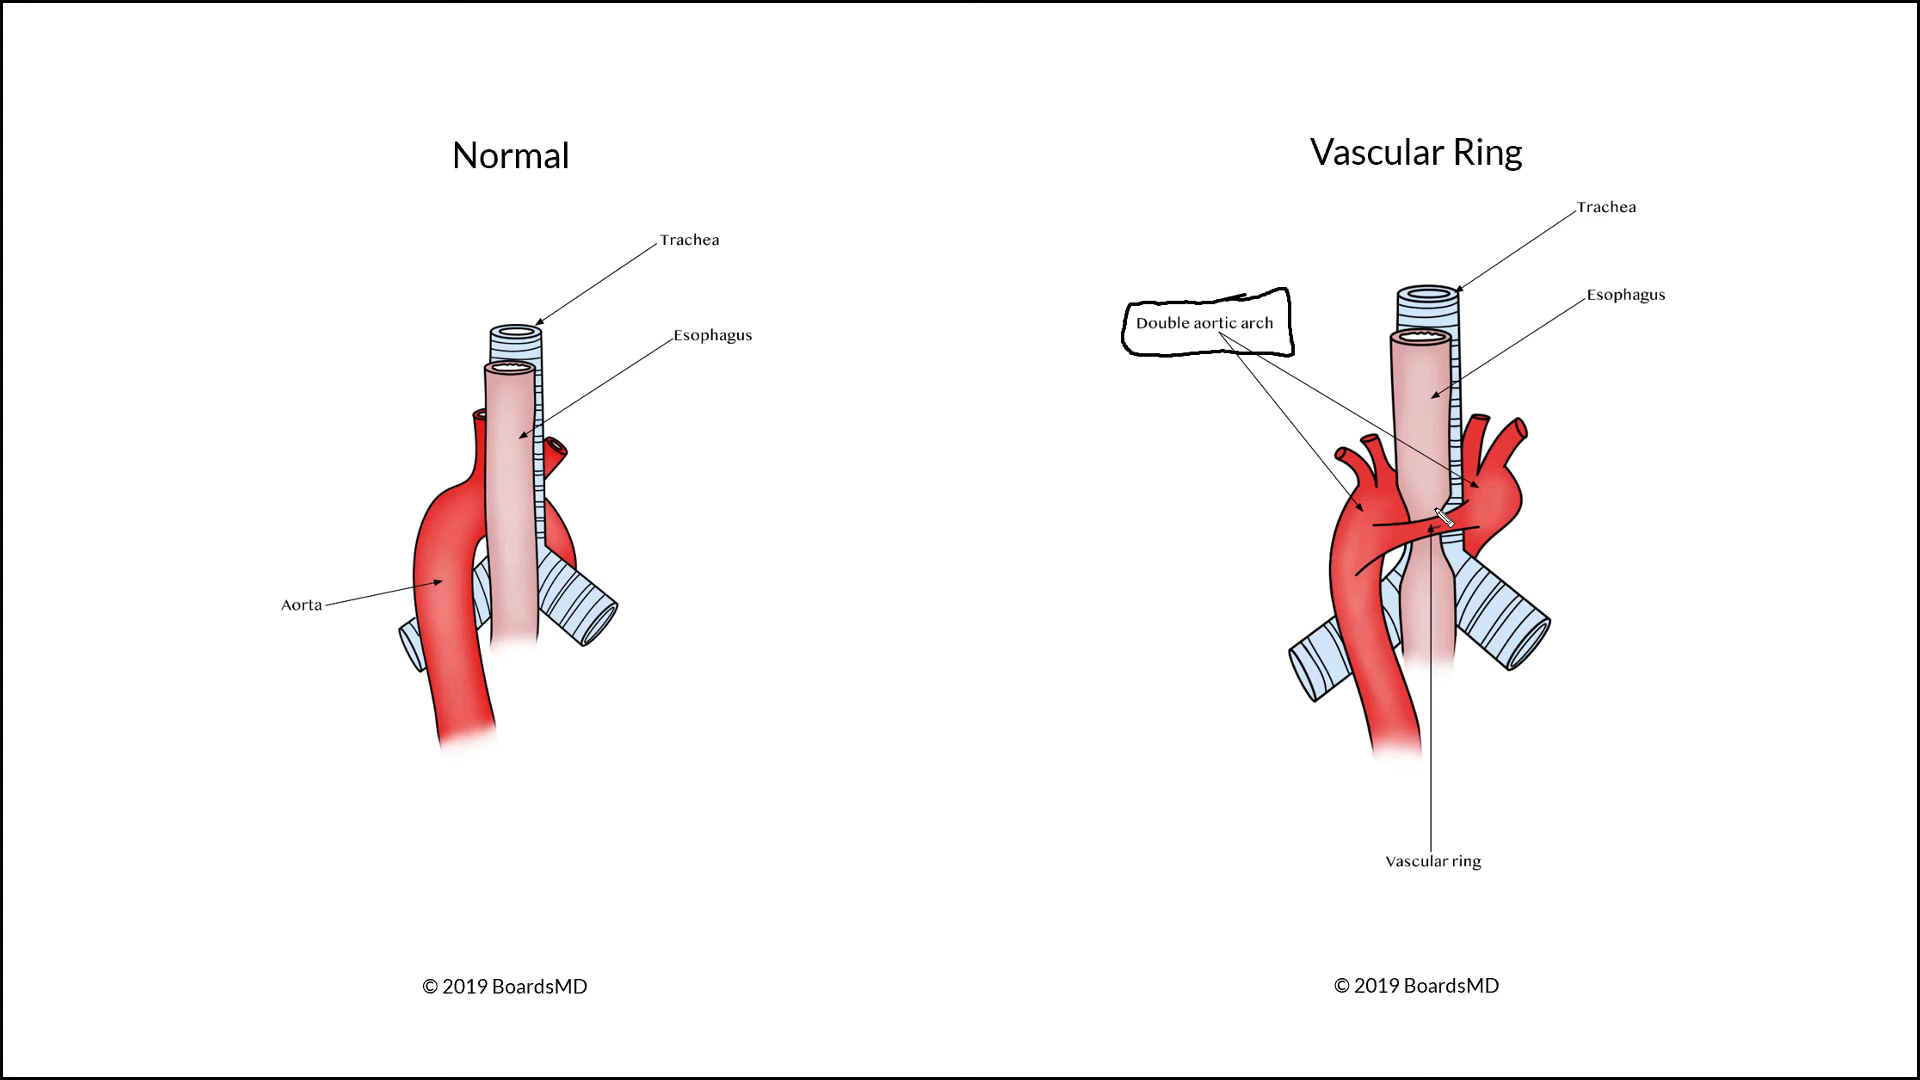 Normal
Trachea
Esophagus
Aorta
© 2019 BoardsMD
Vascular Ring
Trachea
Esophagus
Double aortic arch
Vascular ring
© 2019 BoardsMD